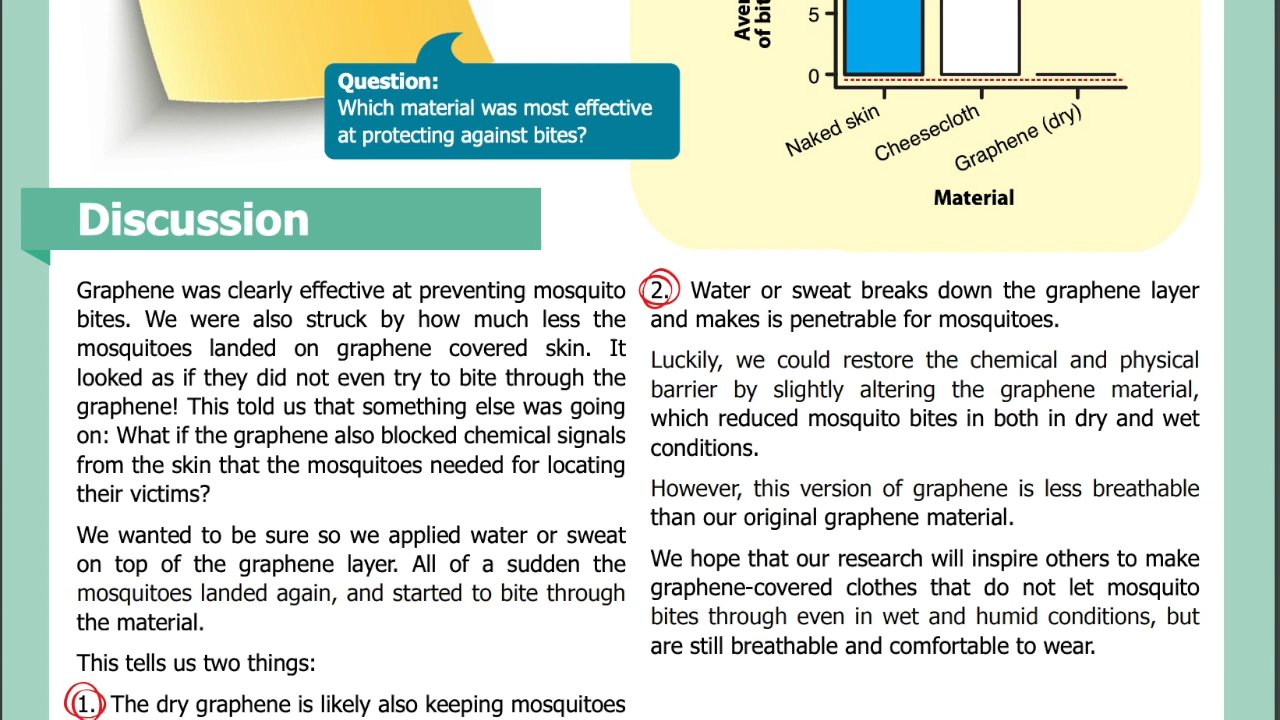 Aver
of bit
5
0
Naked skin
Cheesecloth
Graphene (dry)
Material
Question:
Which material was most effective
at protecting against bites?
Discussion
Graphene was clearly effective at preventing mosquito
bites. We were also struck by how much less the
mosquitoes landed on graphene covered skin. It
looked as if they did not even try to bite through the
graphene! This told us that something else was going
on: What if the graphene also blocked chemical signals
from the skin that the mosquitoes needed for locating
their victims?
We wanted to be sure so we applied water or sweat
on top of the graphene layer. All of a sudden the
mosquitoes landed again, and started to bite through
the material.
This tells us two things:
1. The dry graphene is likely also keeping mosquitoes
2. Water or sweat breaks down the graphene layer
and makes is penetrable for mosquitoes.
Luckily, we could restore the chemical and physical
barrier by slightly altering the graphene material,
which reduced mosquito bites in both in dry and wet
conditions.
However, this version of graphene is less breathable
than our original graphene material.
We hope that our research will inspire others to make
graphene-covered clothes that do not let mosquito
bites through even in wet and humid conditions, but
are still breathable and comfortable to wear.